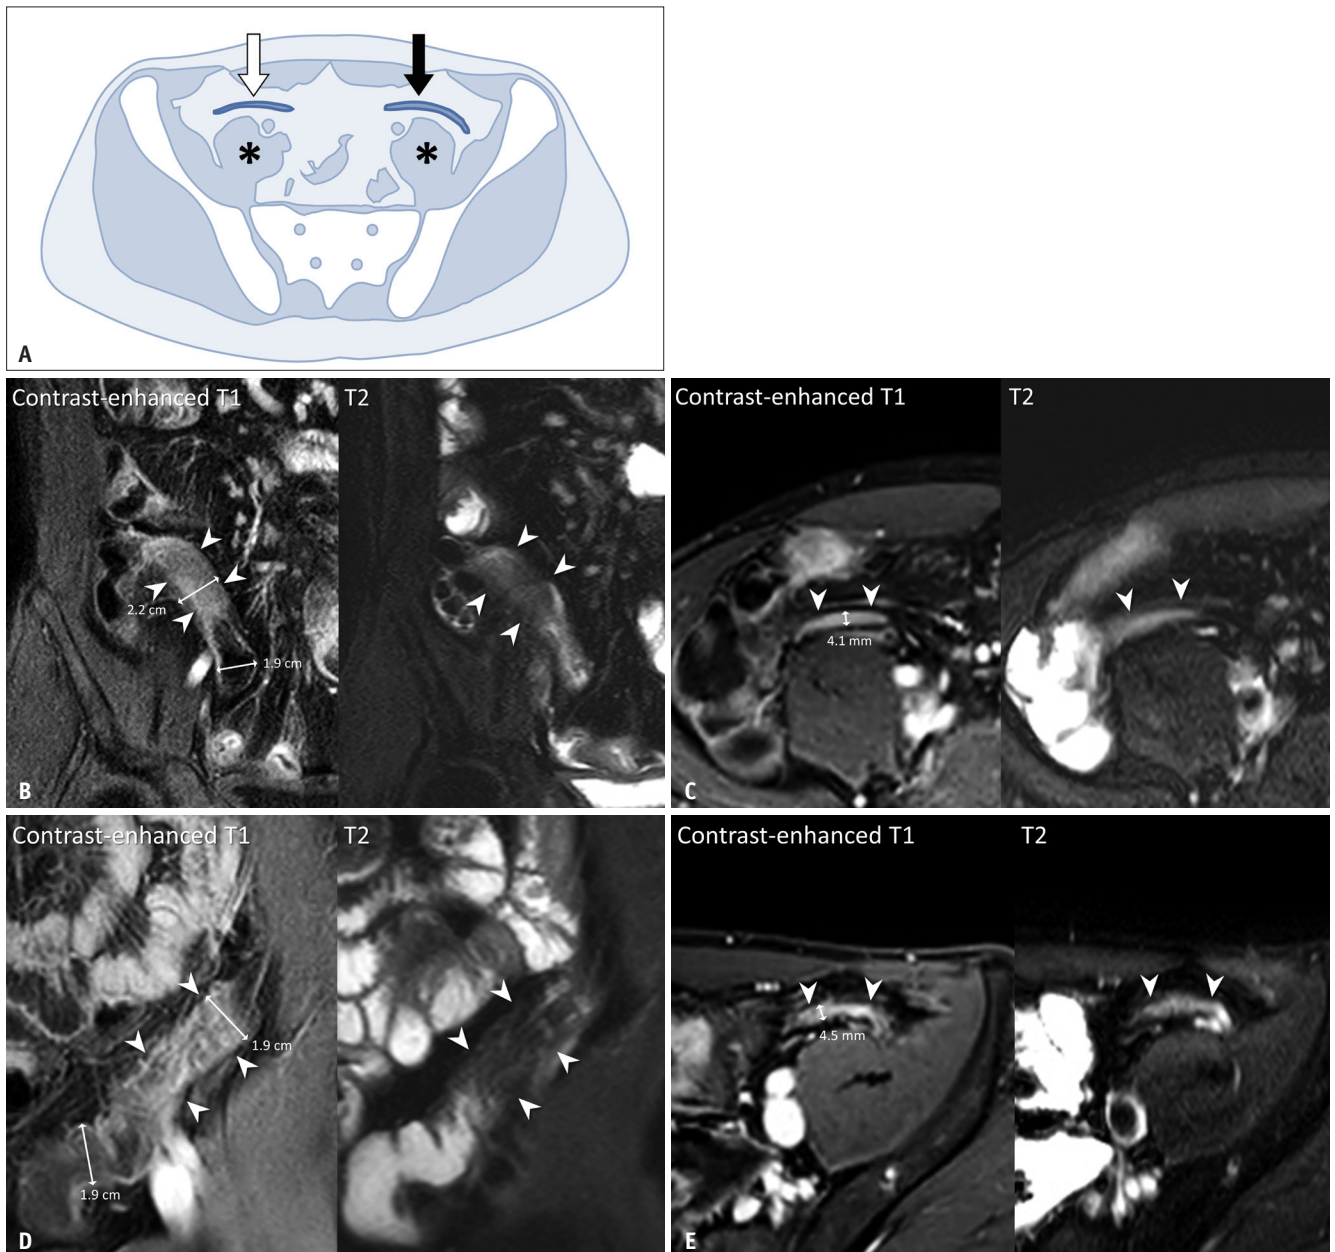 * *
A
Contrast-enhanced T1 T2
2.2 cm
1.9 cm
B
Contrast-enhanced T1 T2
4.1 mm
C
Contrast-enhanced T1 T2
1.9 cm
1.9 cm
D
Contrast-enhanced T1 T2
4.5 mm
E